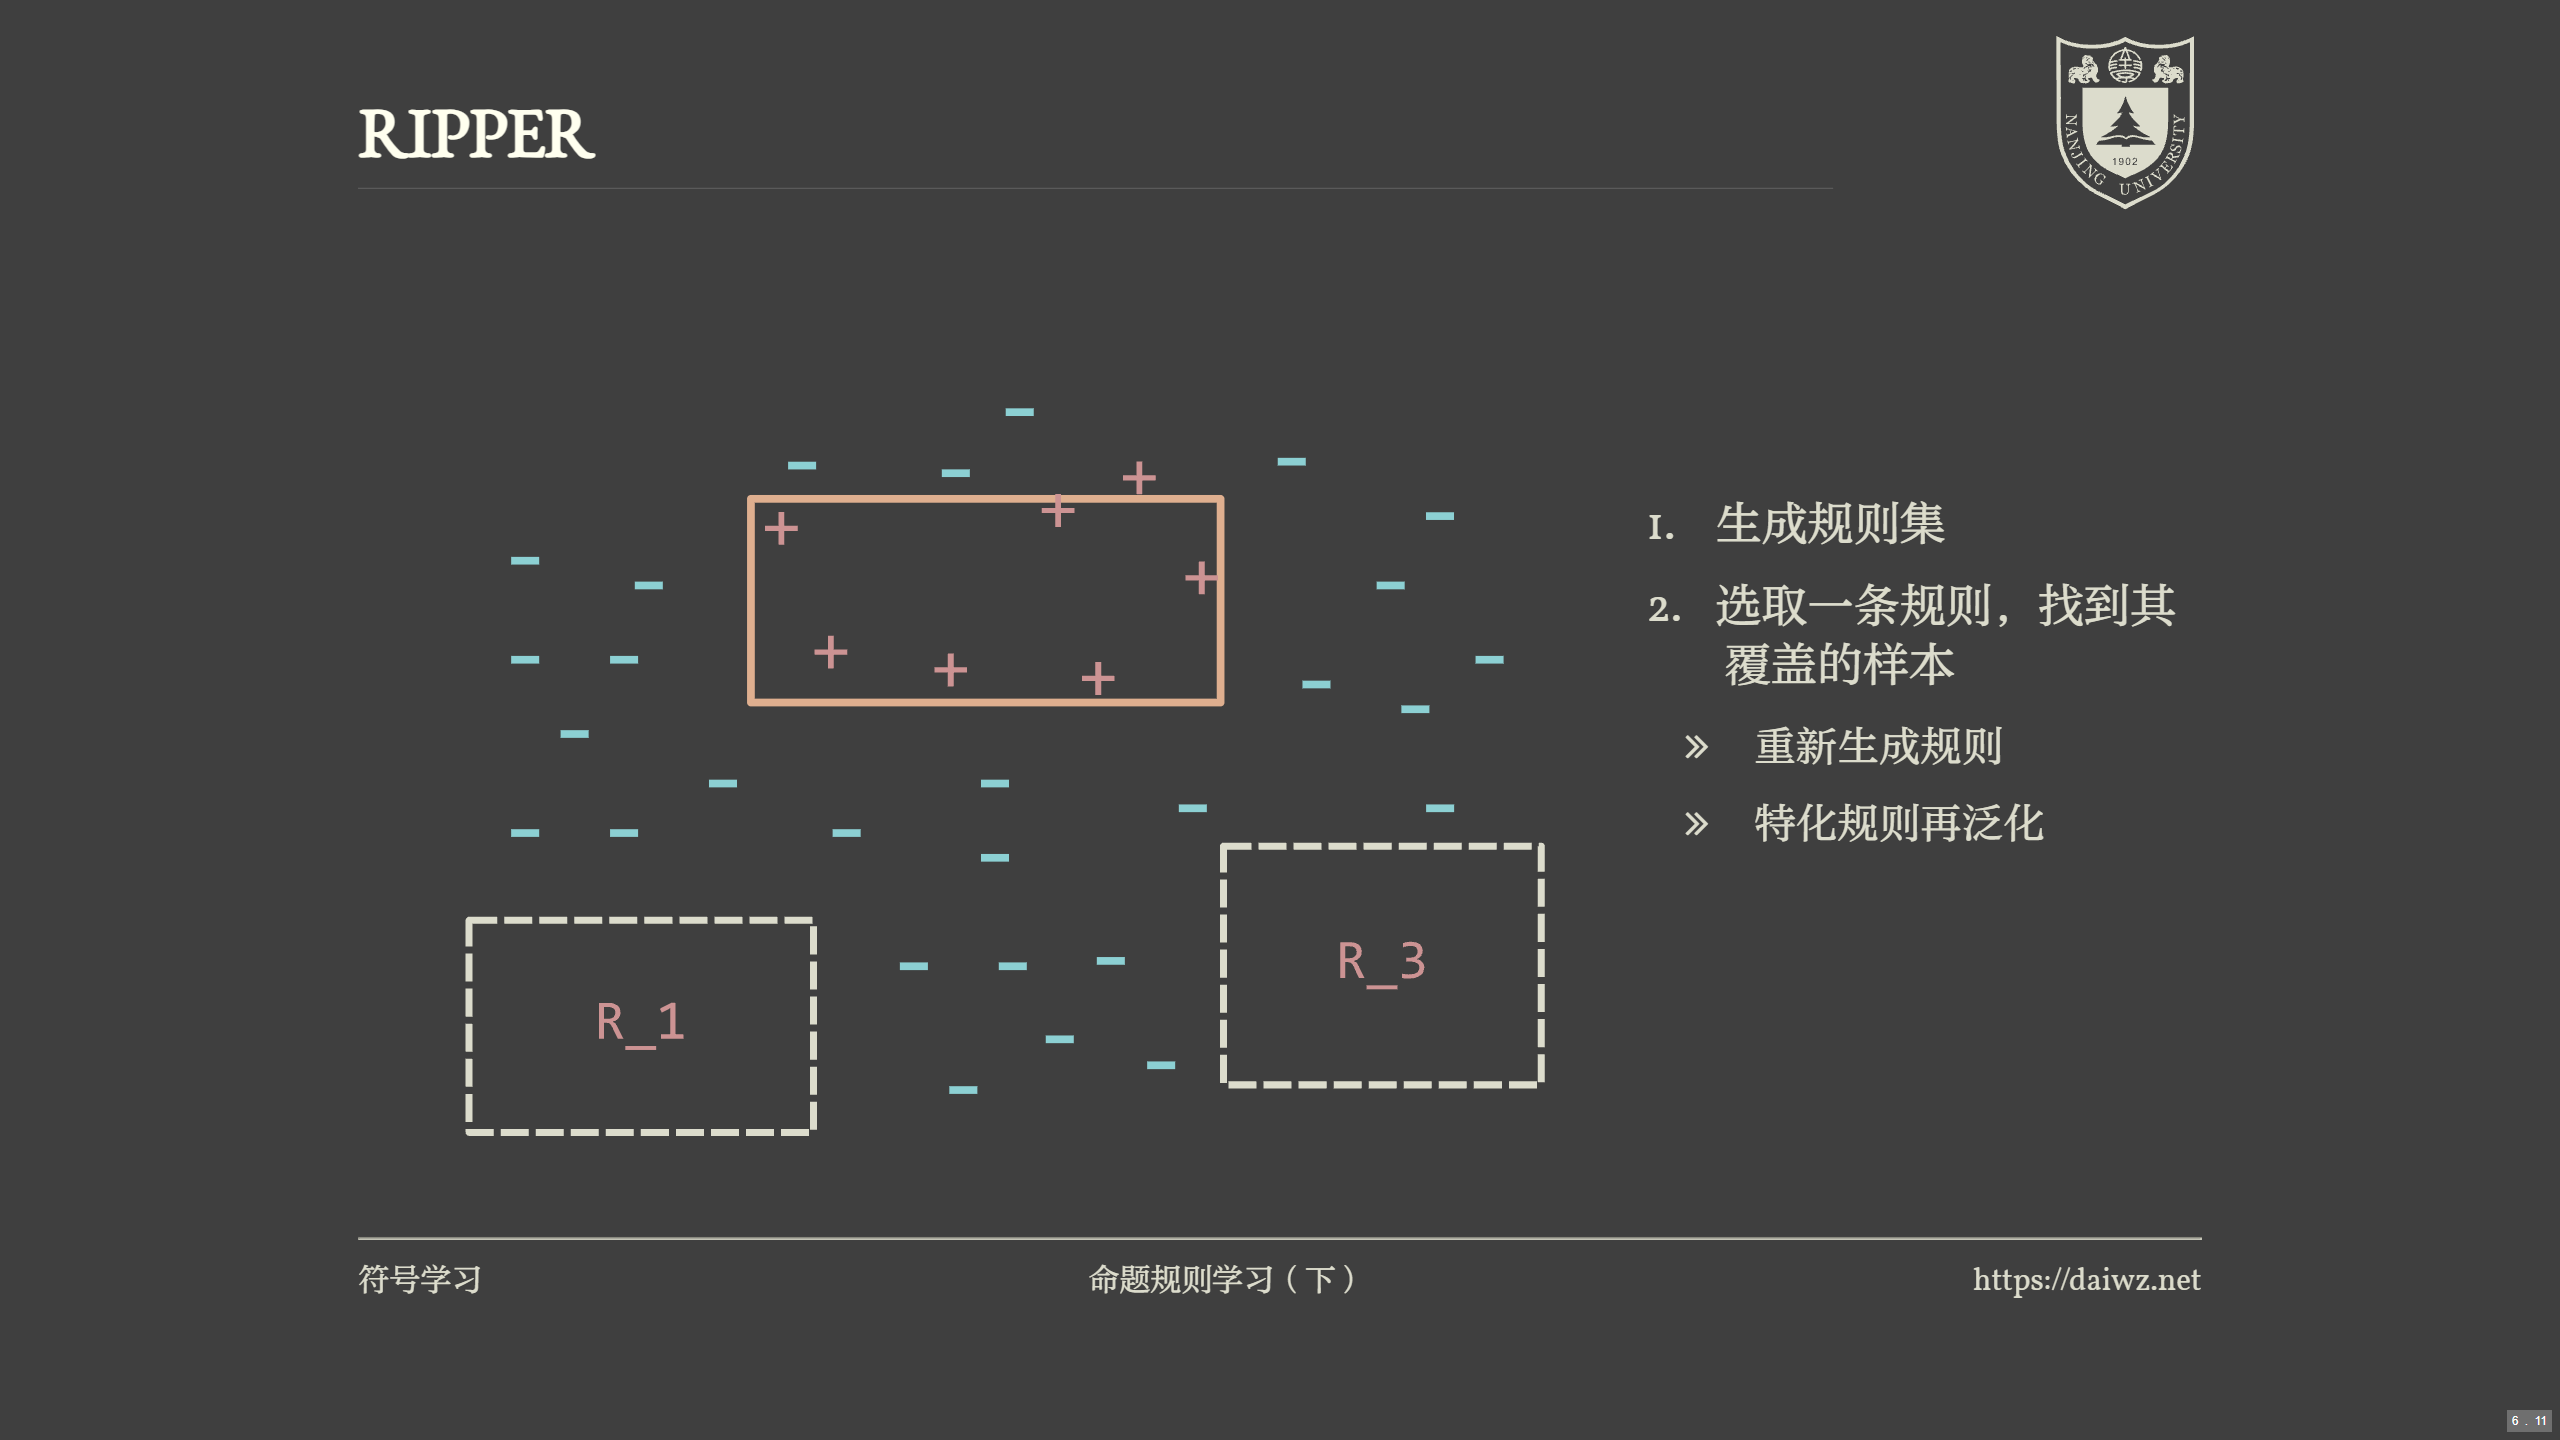 RIPPER
NANJING UNIVERSITY
1902
1. 生成规则集
2. 选取一条规则，找到其
覆盖的样本
» 重新生成规则
» 特化规则再泛化
R_3
R_1
符号学习
命题规则学习（下）
https://daiwz.net
6 . 11